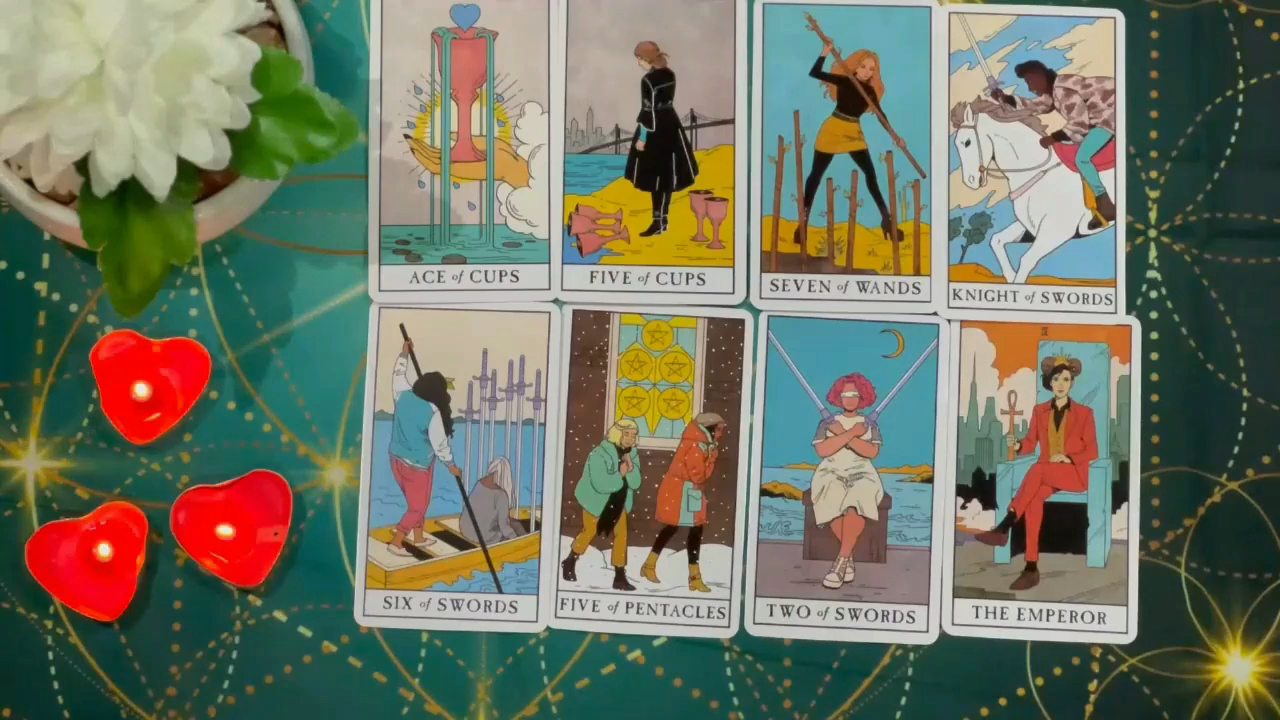 ACE of CUPS
FIVE of CUPS
SEVEN of WANDS
KNIGHT of SWORDS
SIX of SWORDS
FIVE of PENTACLES
TWO of SWORDS
THE EMPEROR